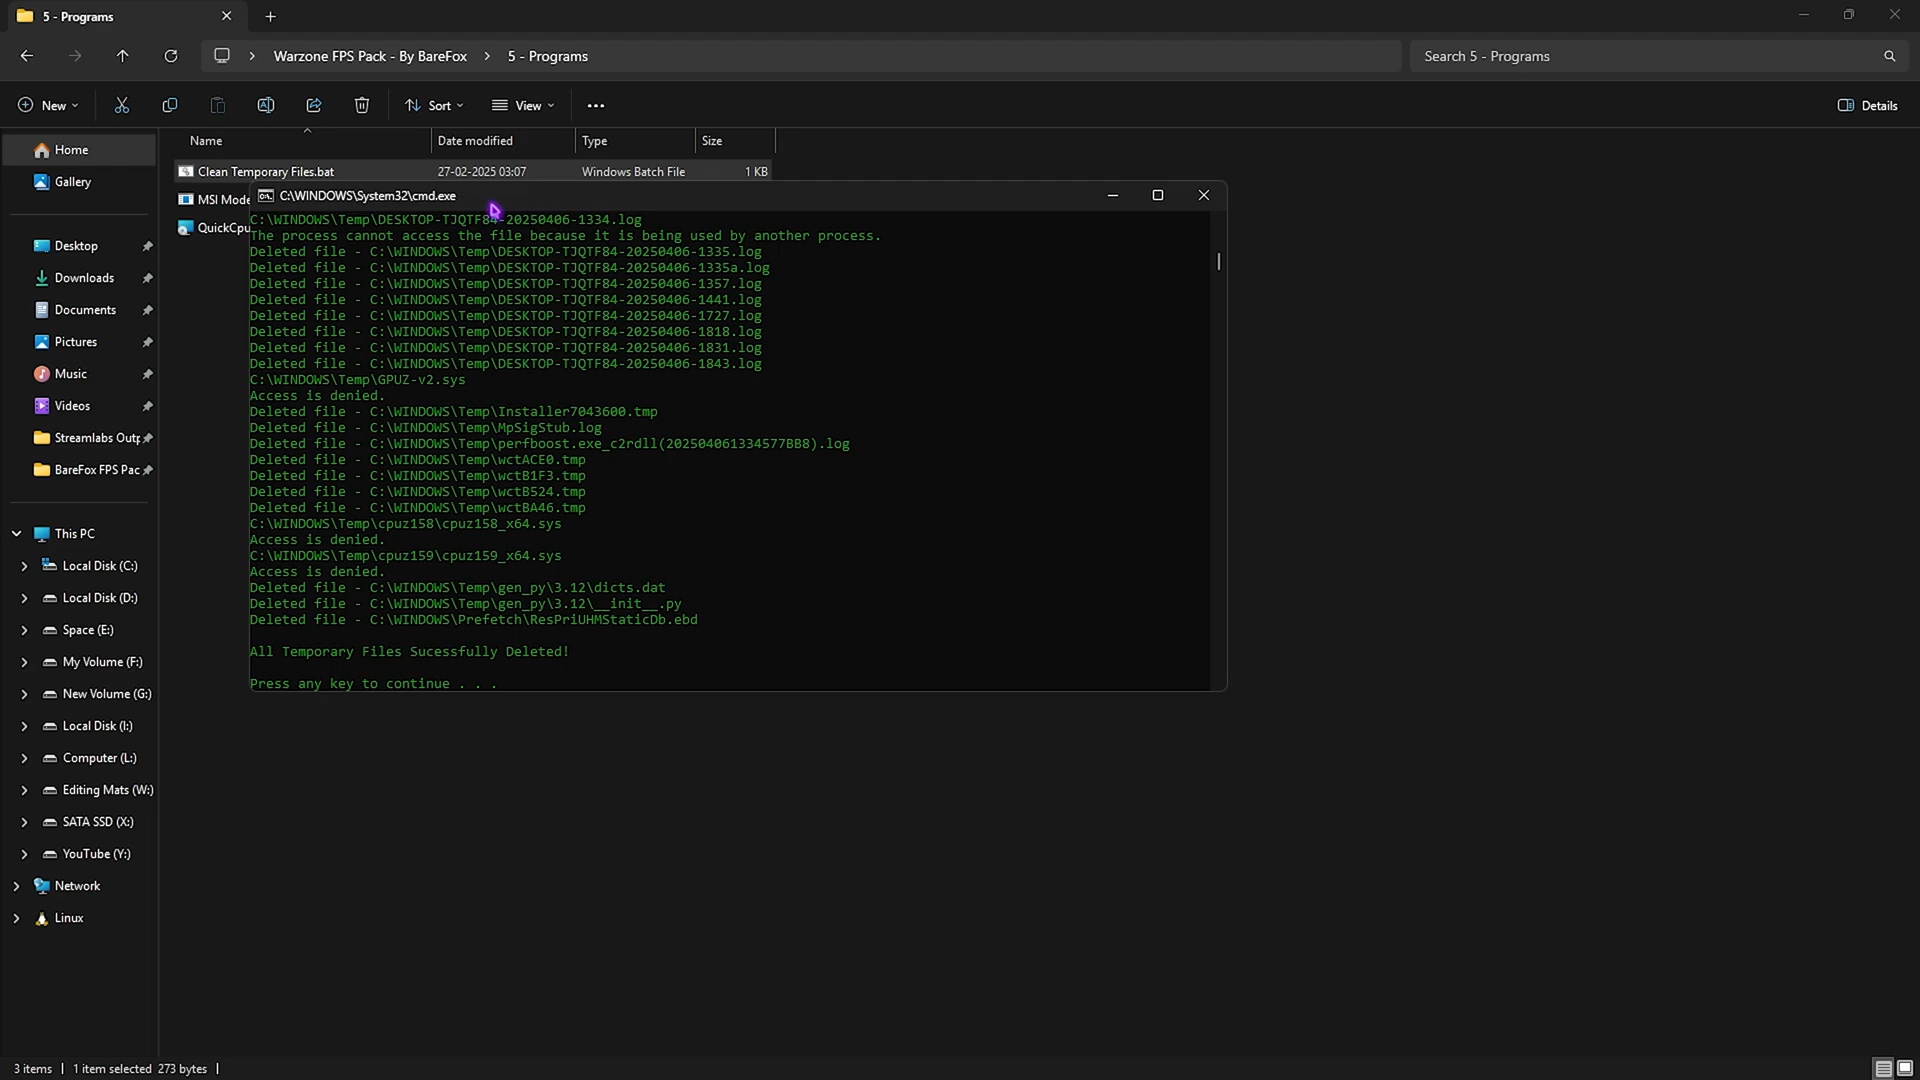 5 - Programs
Warzone FPS Pack - By BareFox > 5 - Programs
Search 5 - Programs
New
Sort
View
Details
Name
Date modified
Type
Size
Home
Gallery
Desktop
Downloads
Documents
Pictures
Music
Videos
Streamlabs Outp
BareFox FPS Pac
This PC
Local Disk (C:)
Local Disk (D:)
Space (E:)
My Volume (F:)
New Volume (G:)
Local Disk (I:)
Computer (L:)
Editing Mats (W:)
SATA SSD (X:)
YouTube (Y:)
Network
Linux
Clean Temporary Files.bat 27-02-2025 03:07 Windows Batch File 1 KB
MSI Mode
QuickCpu
C:\WINDOWS\System32\cmd.exe
C:\WINDOWS\Temp\DESKTOP-TJQTF84-20250406-1334.log
The process cannot access the file because it is being used by another process.
Deleted file - C:\WINDOWS\Temp\DESKTOP-TJQTF84-20250406-1335.log
Deleted file - C:\WINDOWS\Temp\DESKTOP-TJQTF84-20250406-1335a.log
Deleted file - C:\WINDOWS\Temp\DESKTOP-TJQTF84-20250406-1357.log
Deleted file - C:\WINDOWS\Temp\DESKTOP-TJQTF84-20250406-1441.log
Deleted file - C:\WINDOWS\Temp\DESKTOP-TJQTF84-20250406-1727.log
Deleted file - C:\WINDOWS\Temp\DESKTOP-TJQTF84-20250406-1818.log
Deleted file - C:\WINDOWS\Temp\DESKTOP-TJQTF84-20250406-1831.log
Deleted file - C:\WINDOWS\Temp\DESKTOP-TJQTF84-20250406-1843.log
C:\WINDOWS\Temp\GPUZ-v2.sys
Access is denied.
Deleted file - C:\WINDOWS\Temp\Installer7043600.tmp
Deleted file - C:\WINDOWS\Temp\MpSigStub.log
Deleted file - C:\WINDOWS\Temp\perfboost.exe_c2rdll(202504061334577BB8).log
Deleted file - C:\WINDOWS\Temp\wctACE0.tmp
Deleted file - C:\WINDOWS\Temp\wctB1F3.tmp
Deleted file - C:\WINDOWS\Temp\wctB524.tmp
Deleted file - C:\WINDOWS\Temp\wctBA46.tmp
C:\WINDOWS\Temp\cpuz158\cpuz158_x64.sys
Access is denied.
C:\WINDOWS\Temp\cpuz159\cpuz159_x64.sys
Access is denied.
Deleted file - C:\WINDOWS\Temp\gen_py\3.12\dicts.dat
Deleted file - C:\WINDOWS\Temp\gen_py\3.12\__init__.py
Deleted file - C:\WINDOWS\Prefetch\ResPriUHMStaticDb.ebd
All Temporary Files Sucessfully Deleted!
Press any key to continue . . .
3 items | 1 item selected 273 bytes |